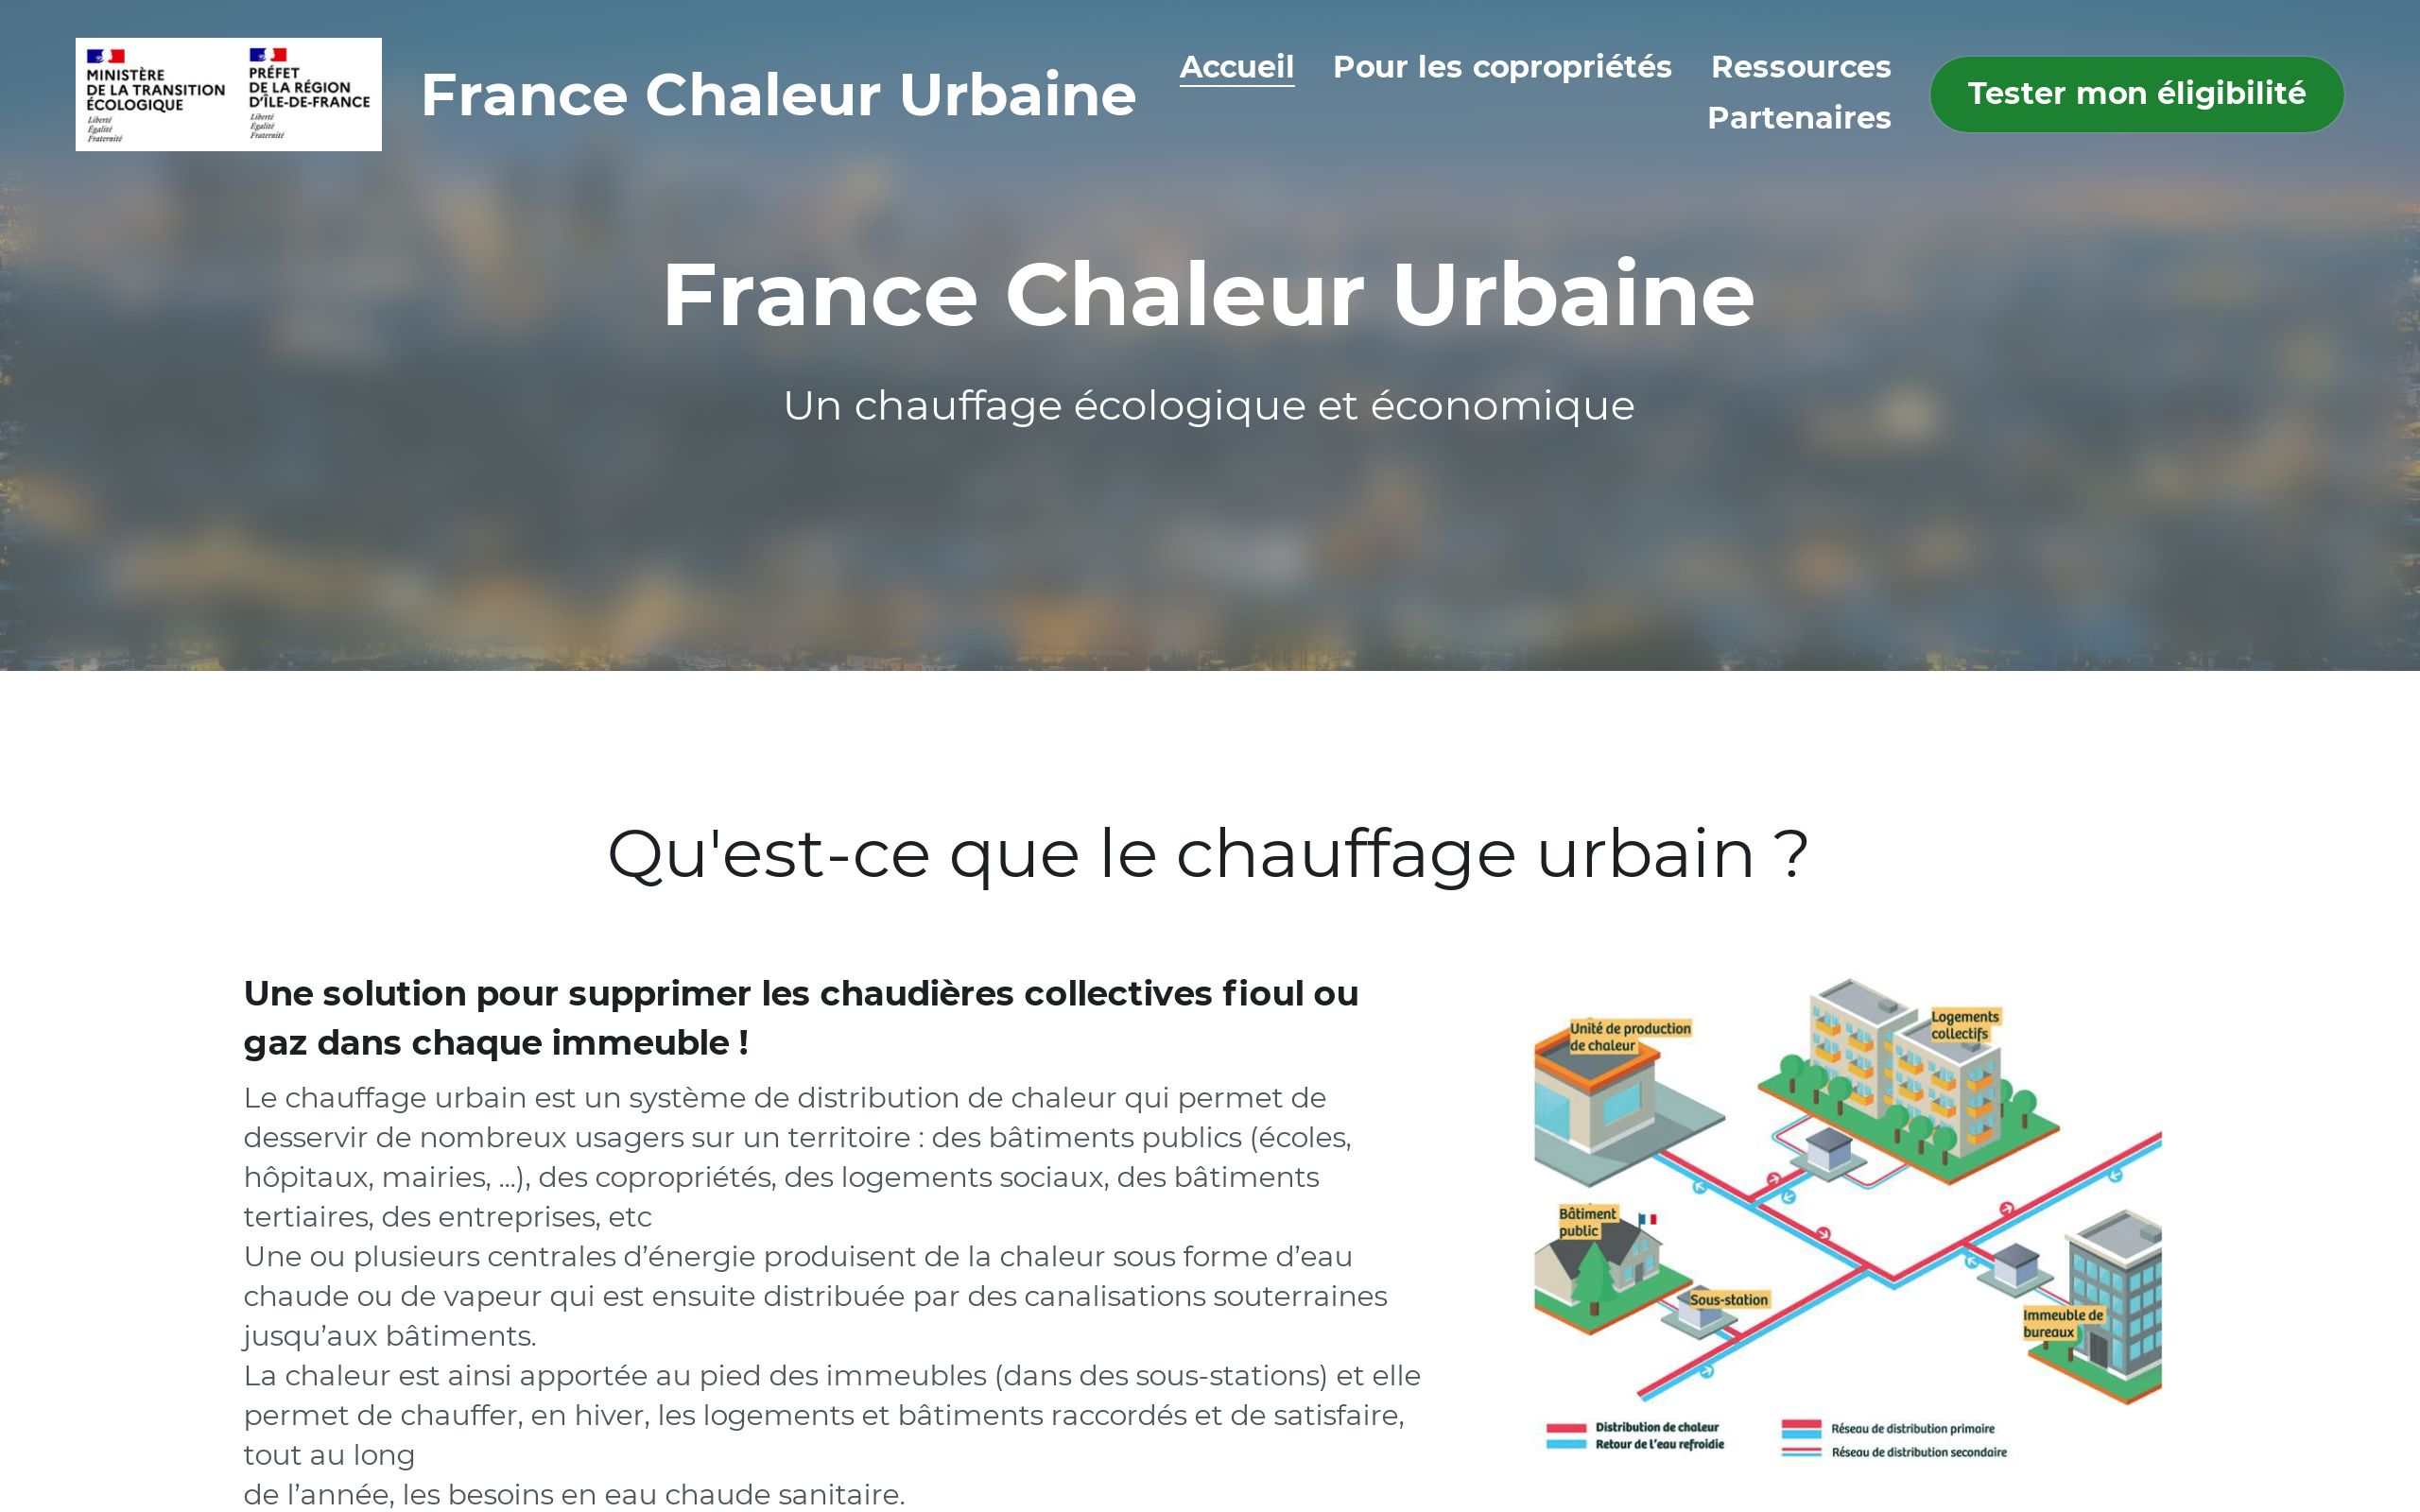 MINISTÈRE
DE LA TRANSITION
ÉCOLOGIQUE
Liberté
Égalité
Fraternité
PRÉFET
DE LA RÉGION
D'ÎLE-DE-FRANCE
Liberté
Égalité
Fraternité
France Chaleur Urbaine
Accueil Pour les copropriétés Ressources
Partenaires
Tester mon éligibilité
France Chaleur Urbaine
Un chauffage écologique et économique
Qu'est-ce que le chauffage urbain ?
Une solution pour supprimer les chaudières collectives fioul ou
gaz dans chaque immeuble !
Le chauffage urbain est un système de distribution de chaleur qui permet de
desservir de nombreux usagers sur un territoire : des bâtiments publics (écoles,
hôpitaux, mairies, ...), des copropriétés, des logements sociaux, des bâtiments
tertiaires, des entreprises, etc
Une ou plusieurs centrales d’énergie produisent de la chaleur sous forme d’eau
chaude ou de vapeur qui est ensuite distribuée par des canalisations souterraines
jusqu’aux bâtiments.
La chaleur est ainsi apportée au pied des immeubles (dans des sous-stations) et elle
permet de chauffer, en hiver, les logements et bâtiments raccordés et de satisfaire,
tout au long
de l’année, les besoins en eau chaude sanitaire.
Unité de production
de chaleur
Logements
collectifs
Bâtiment
public
Sous-station
Immeuble de
bureaux
Distribution de chaleur
Retour de l'eau refroidie
Réseau de distribution primaire
Réseau de distribution secondaire